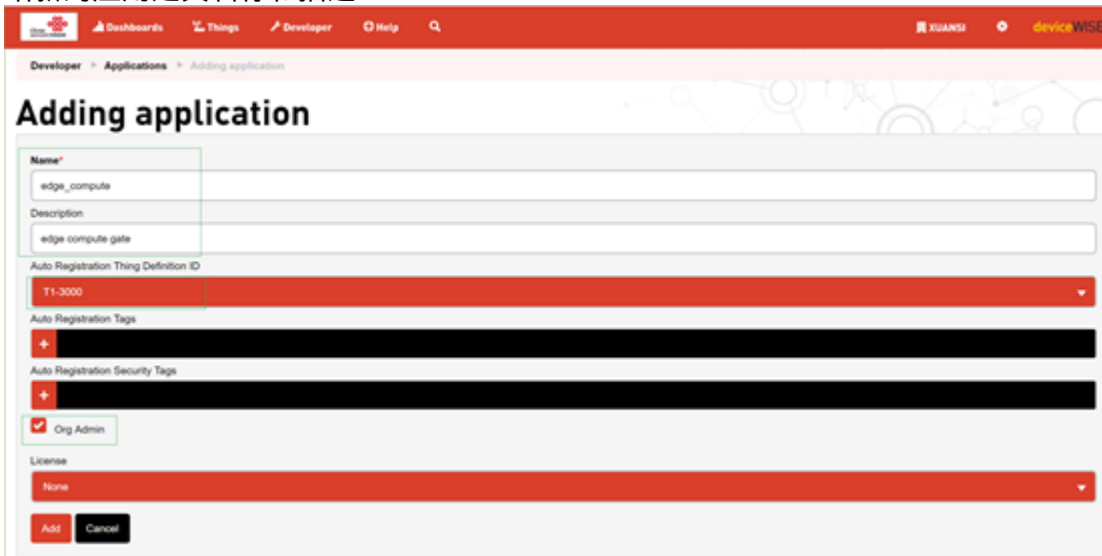 Dashboards Things Developer Help XUANSI deviceWISE
Developer > Applications > Adding application
Adding application
Name*
edge_compute
Description
edge compute gate
Auto Registration Thing Definition ID
T1-3000
Auto Registration Tags
+
Auto Registration Security Tags
+
Org Admin
License
None
Add Cancel